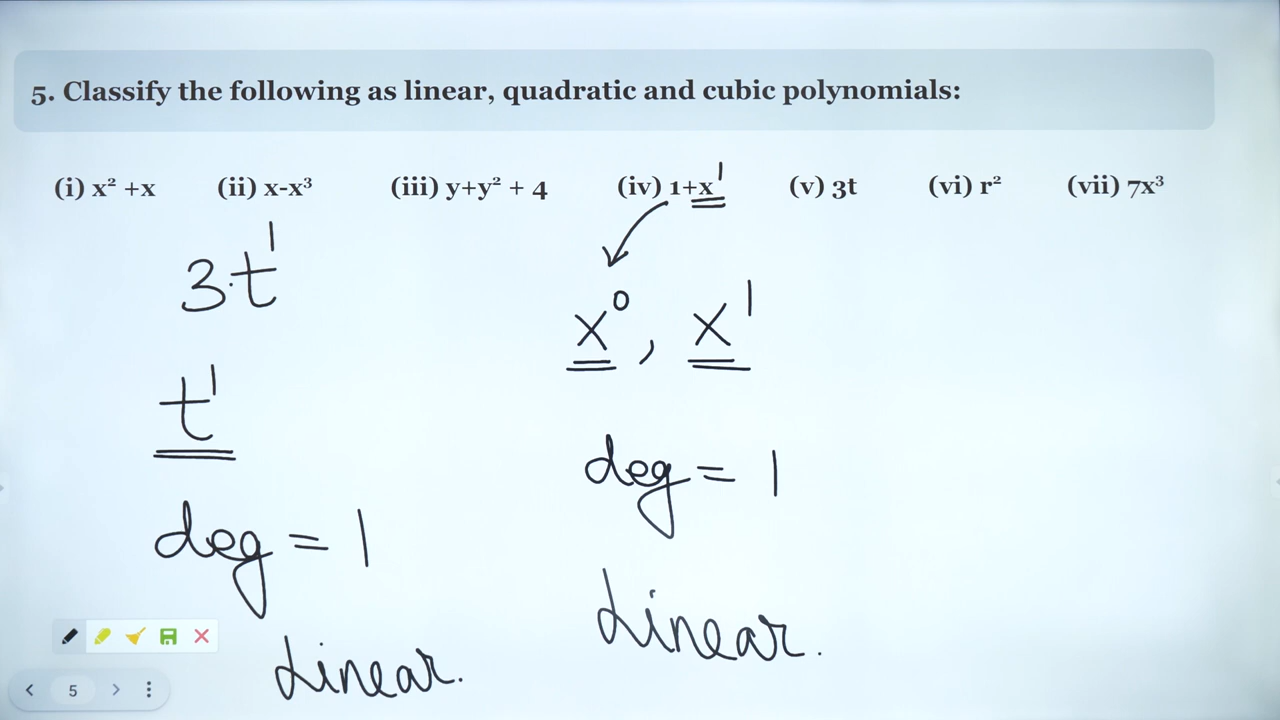 5. Classify the following as linear, quadratic and cubic polynomials:
(i) x² +x (ii) x-x³ (iii) y+y² + 4 (iv) 1+x¹ (v) 3t (vi) r² (vii) 7x³
3.t¹
t¹
deg = 1
Linear.
x⁰, x¹
deg = 1
Linear.
5